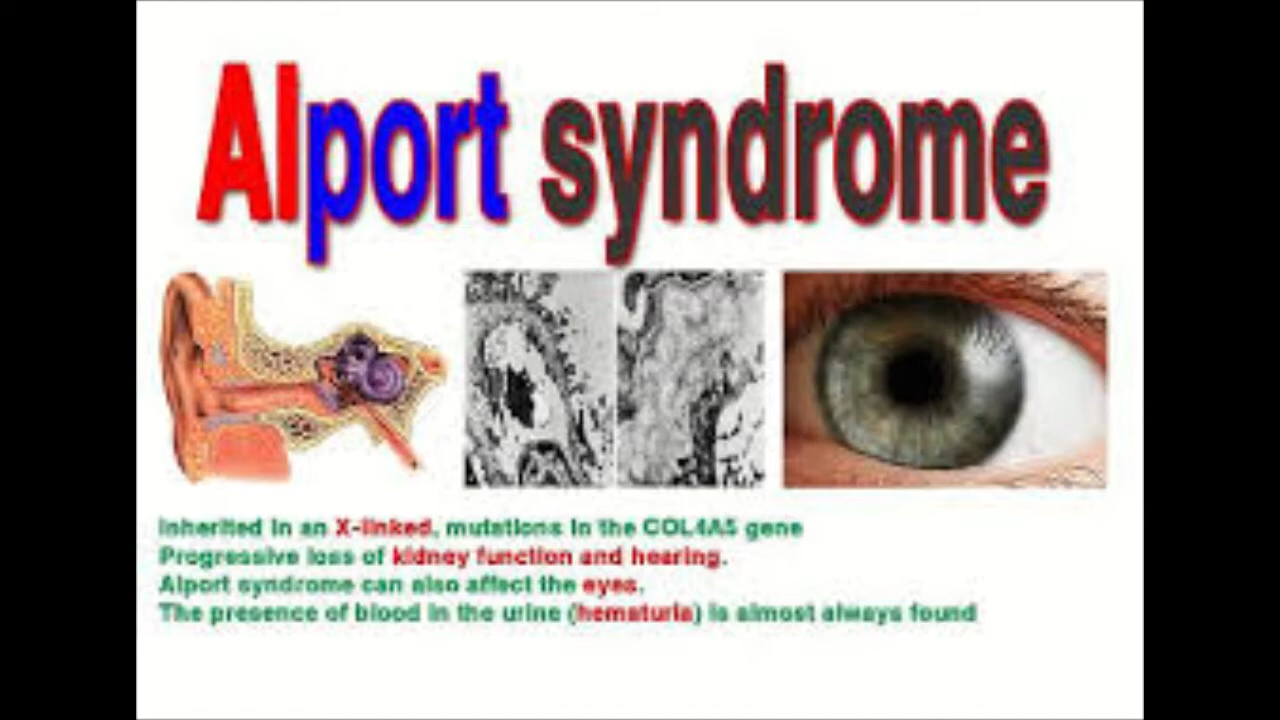 Alport syndrome
Inherited in an X-linked, mutations in the COL4A5 gene
Progressive loss of kidney function and hearing.
Alport syndrome can also affect the eyes.
The presence of blood in the urine (hematuria) is almost always found